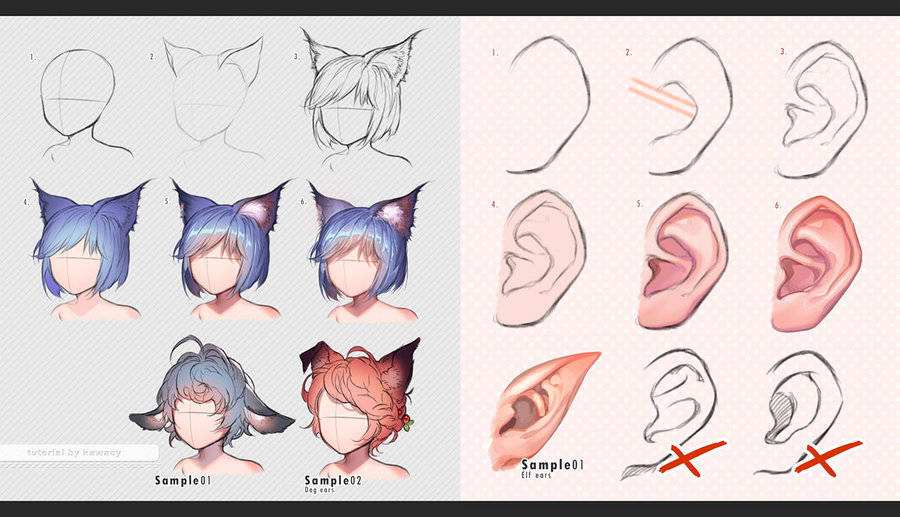 1.
2.
3.
4.
5
6.
tutorial by kawacy
Sample01
Sample02
Dog ears
1.
2.
3.
4.
5.
6.
Sample01
Elf ears